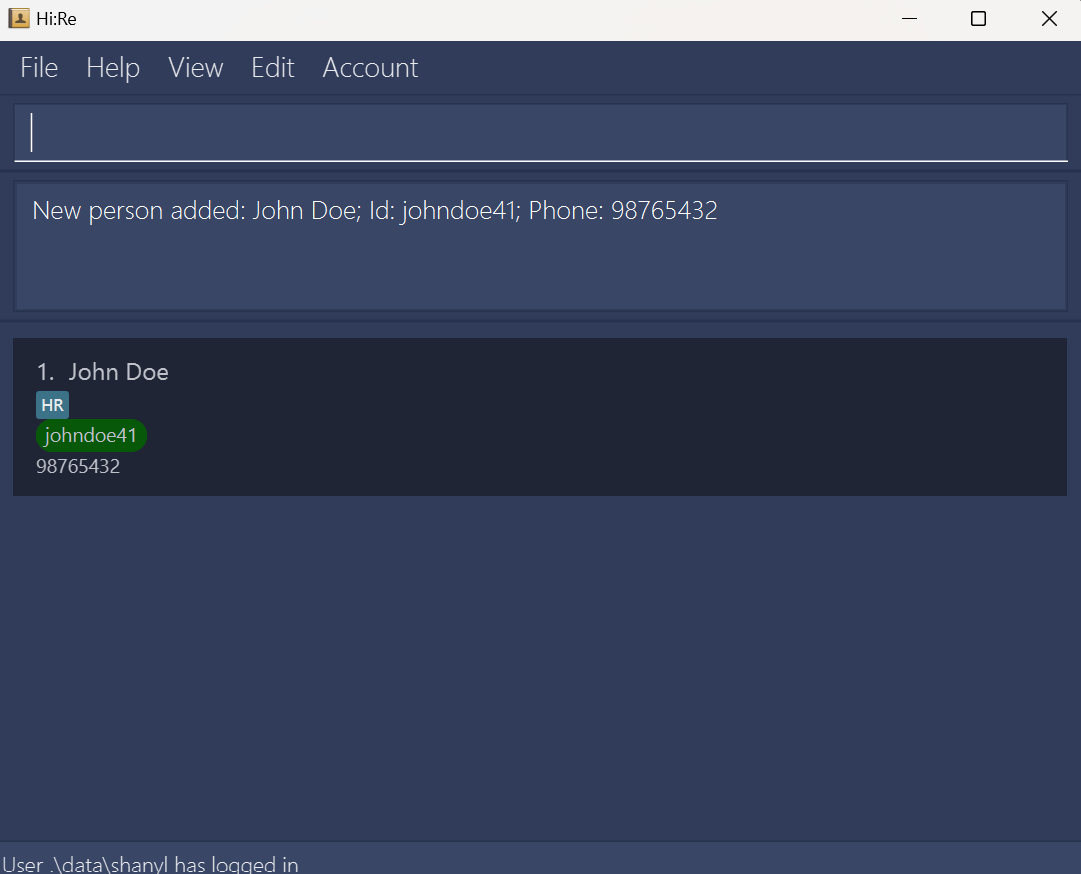 Hi:Re
File Help View Edit Account
New person added: John Doe; Id: johndoe41; Phone: 98765432
1. John Doe
HR
johndoe41
98765432
User .\data\shanyl has logged in